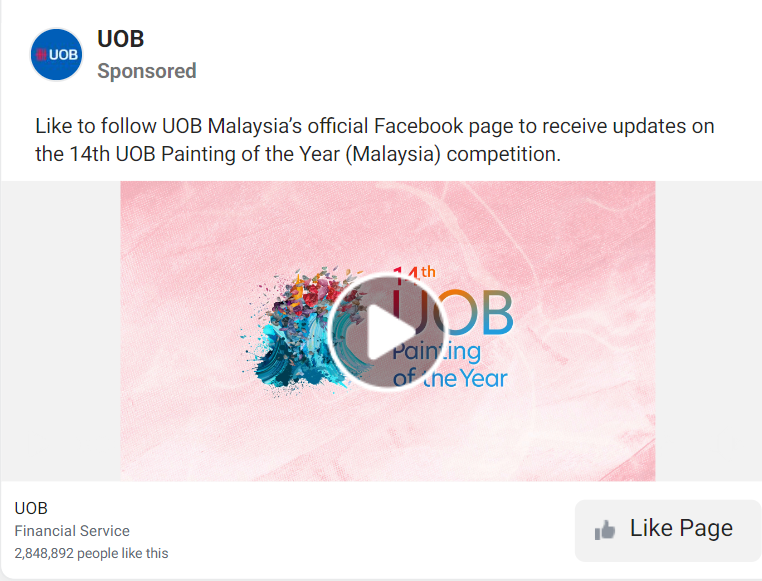 UOB
UOB
Sponsored
Like to follow UOB Malaysia’s official Facebook page to receive updates on
the 14th UOB Painting of the Year (Malaysia) competition.
14th
UOB
Painting
of the Year
UOB
Financial Service
2,848,892 people like this
Like Page